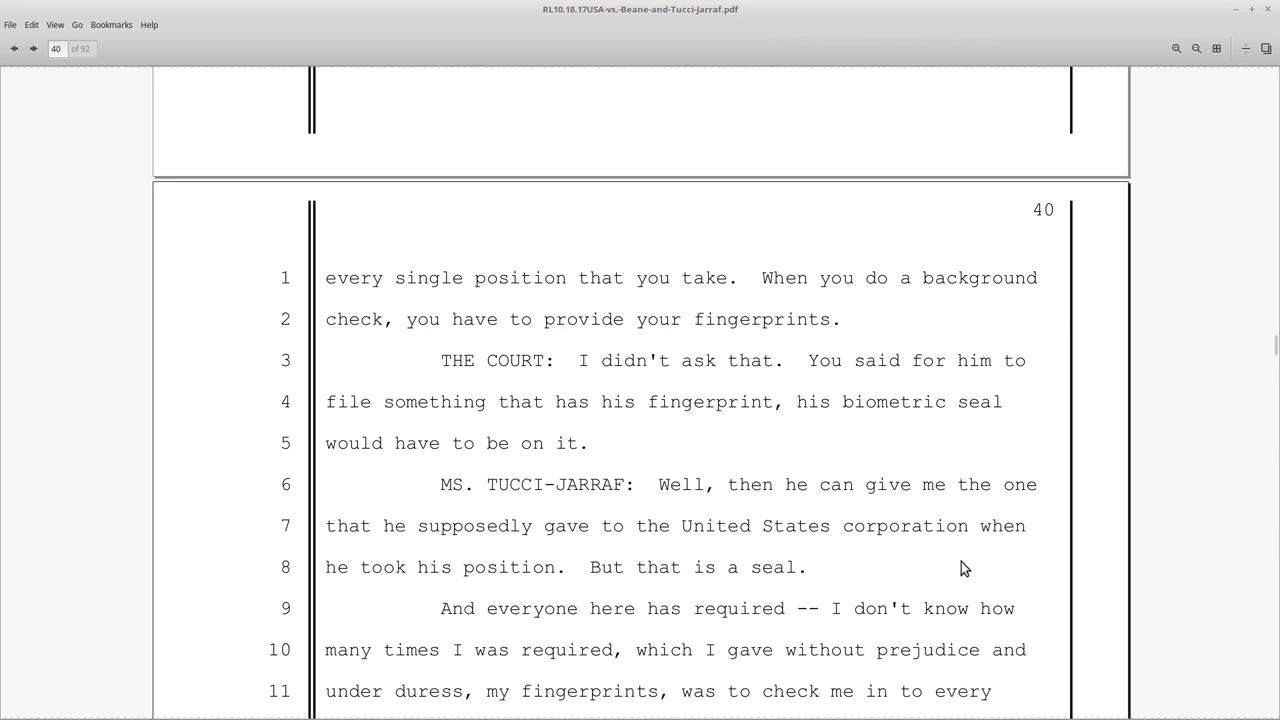 RL10.18.17USA-vs.-Beane-and-Tucci-Jarraf.pdf
File Edit View Go Bookmarks Help
40 of 92
40
1 every single position that you take. When you do a background
2 check, you have to provide your fingerprints.
3 THE COURT: I didn't ask that. You said for him to
4 file something that has his fingerprint, his biometric seal
5 would have to be on it.
6 MS. TUCCI-JARRAF: Well, then he can give me the one
7 that he supposedly gave to the United States corporation when
8 he took his position. But that is a seal.
9 And everyone here has required -- I don't know how
10 many times I was required, which I gave without prejudice and
11 under duress, my fingerprints, was to check me in to every